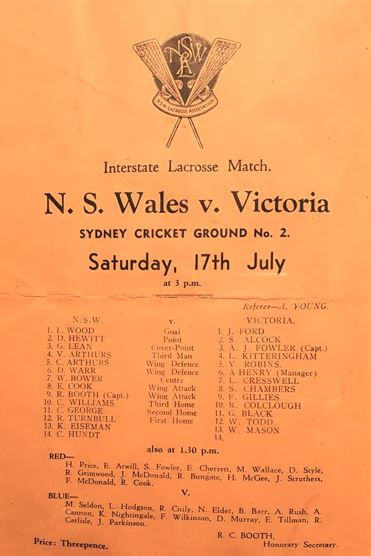 N S W
L A
N.S.W. LACROSSE ASSOCIATION
Interstate Lacrosse Match.
N. S. Wales v. Victoria
SYDNEY CRICKET GROUND No. 2.
Saturday, 17th July
at 3 p.m.
Referee—A. YOUNG.
N.S.W. v. VICTORIA.
1. L. WOOD Goal 1. J. FORD
2. D. HEWITT Point 2. S. ALCOCK
3. G. LEAN Cover-Point 3. A. J. FOWLER (Capt.)
4. V. ARTHURS Third Man 4. L. KITTERINGHAM
5. C. ARTHURS Wing Defence 5. V. ROBINS.
6. D. WARR Wing Defence 6. A HENRY (Manager)
7. W. BOWER Centre 7. L. CRESSWELL
8. E. COOK Wing Attack 8. S. CHAMBERS
9. R. BOOTH (Capt.) Wing Attack 9. F. GILLIES
10. C. WILLIAMS Third Home 10. R. COLCLOUGH
11. C. GEORGE Second Home 11. G. BLACK
12. R. TURNBULL First Home 12. W. TODD
13. K. EISEMAN 13. W. MASON
14. C. HUNDT 14.
also at 1.30 p.m.
RED—
H. Price, E. Atwill, S. Fowler, E. Cherrett, M. Wallace, D. Style,
R. Grimwood, J. McDonald, R. Bungate, H. McGee, J. Struthers,
F. McDonald, R. Cook.
V.
BLUE—
M. Seldon, L. Hodgson, R. Citily, N. Elder, B. Barr, A. Rush, A.
Cannon, K. Nightingale, F. Wilkinson, D. Murray, E. Tillman, R.
Carlisle, J. Parkinson.
R. C. BOOTH,
Price: Threepence. Honorary Secretary.